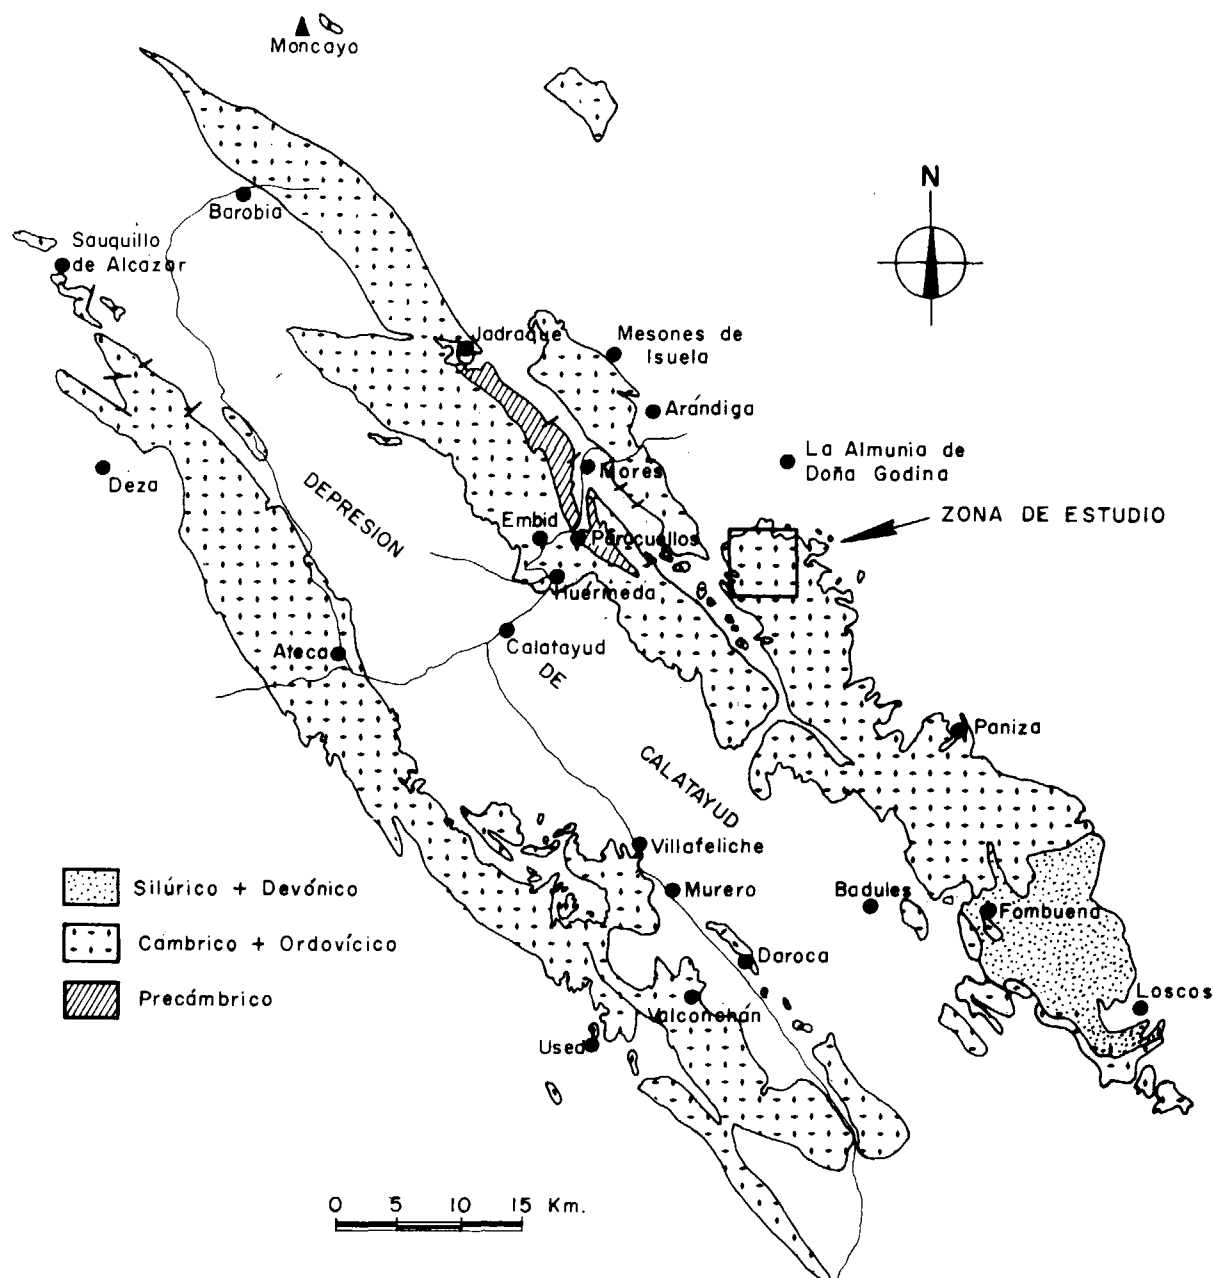 Moncayo
N
Barobia
Sauquillo
de Alcazar
Jadraque
Mesones de
Isuela
Arándiga
La Almunia de
Doña Godina
Mores
Deza
DEPRESION
Embid
Paracuellos
ZONA DE ESTUDIO
Huérmeda
Calatayud
Ateca
DE
Paniza
CALATAYUD
Villafeliche
Silúrico + Devónico
Murero
Badules
Fombuena
Cambrico + Ordovícico
Daroca
Precámbrico
Loscos
Valconchán
Used
0 5 10 15 Km.